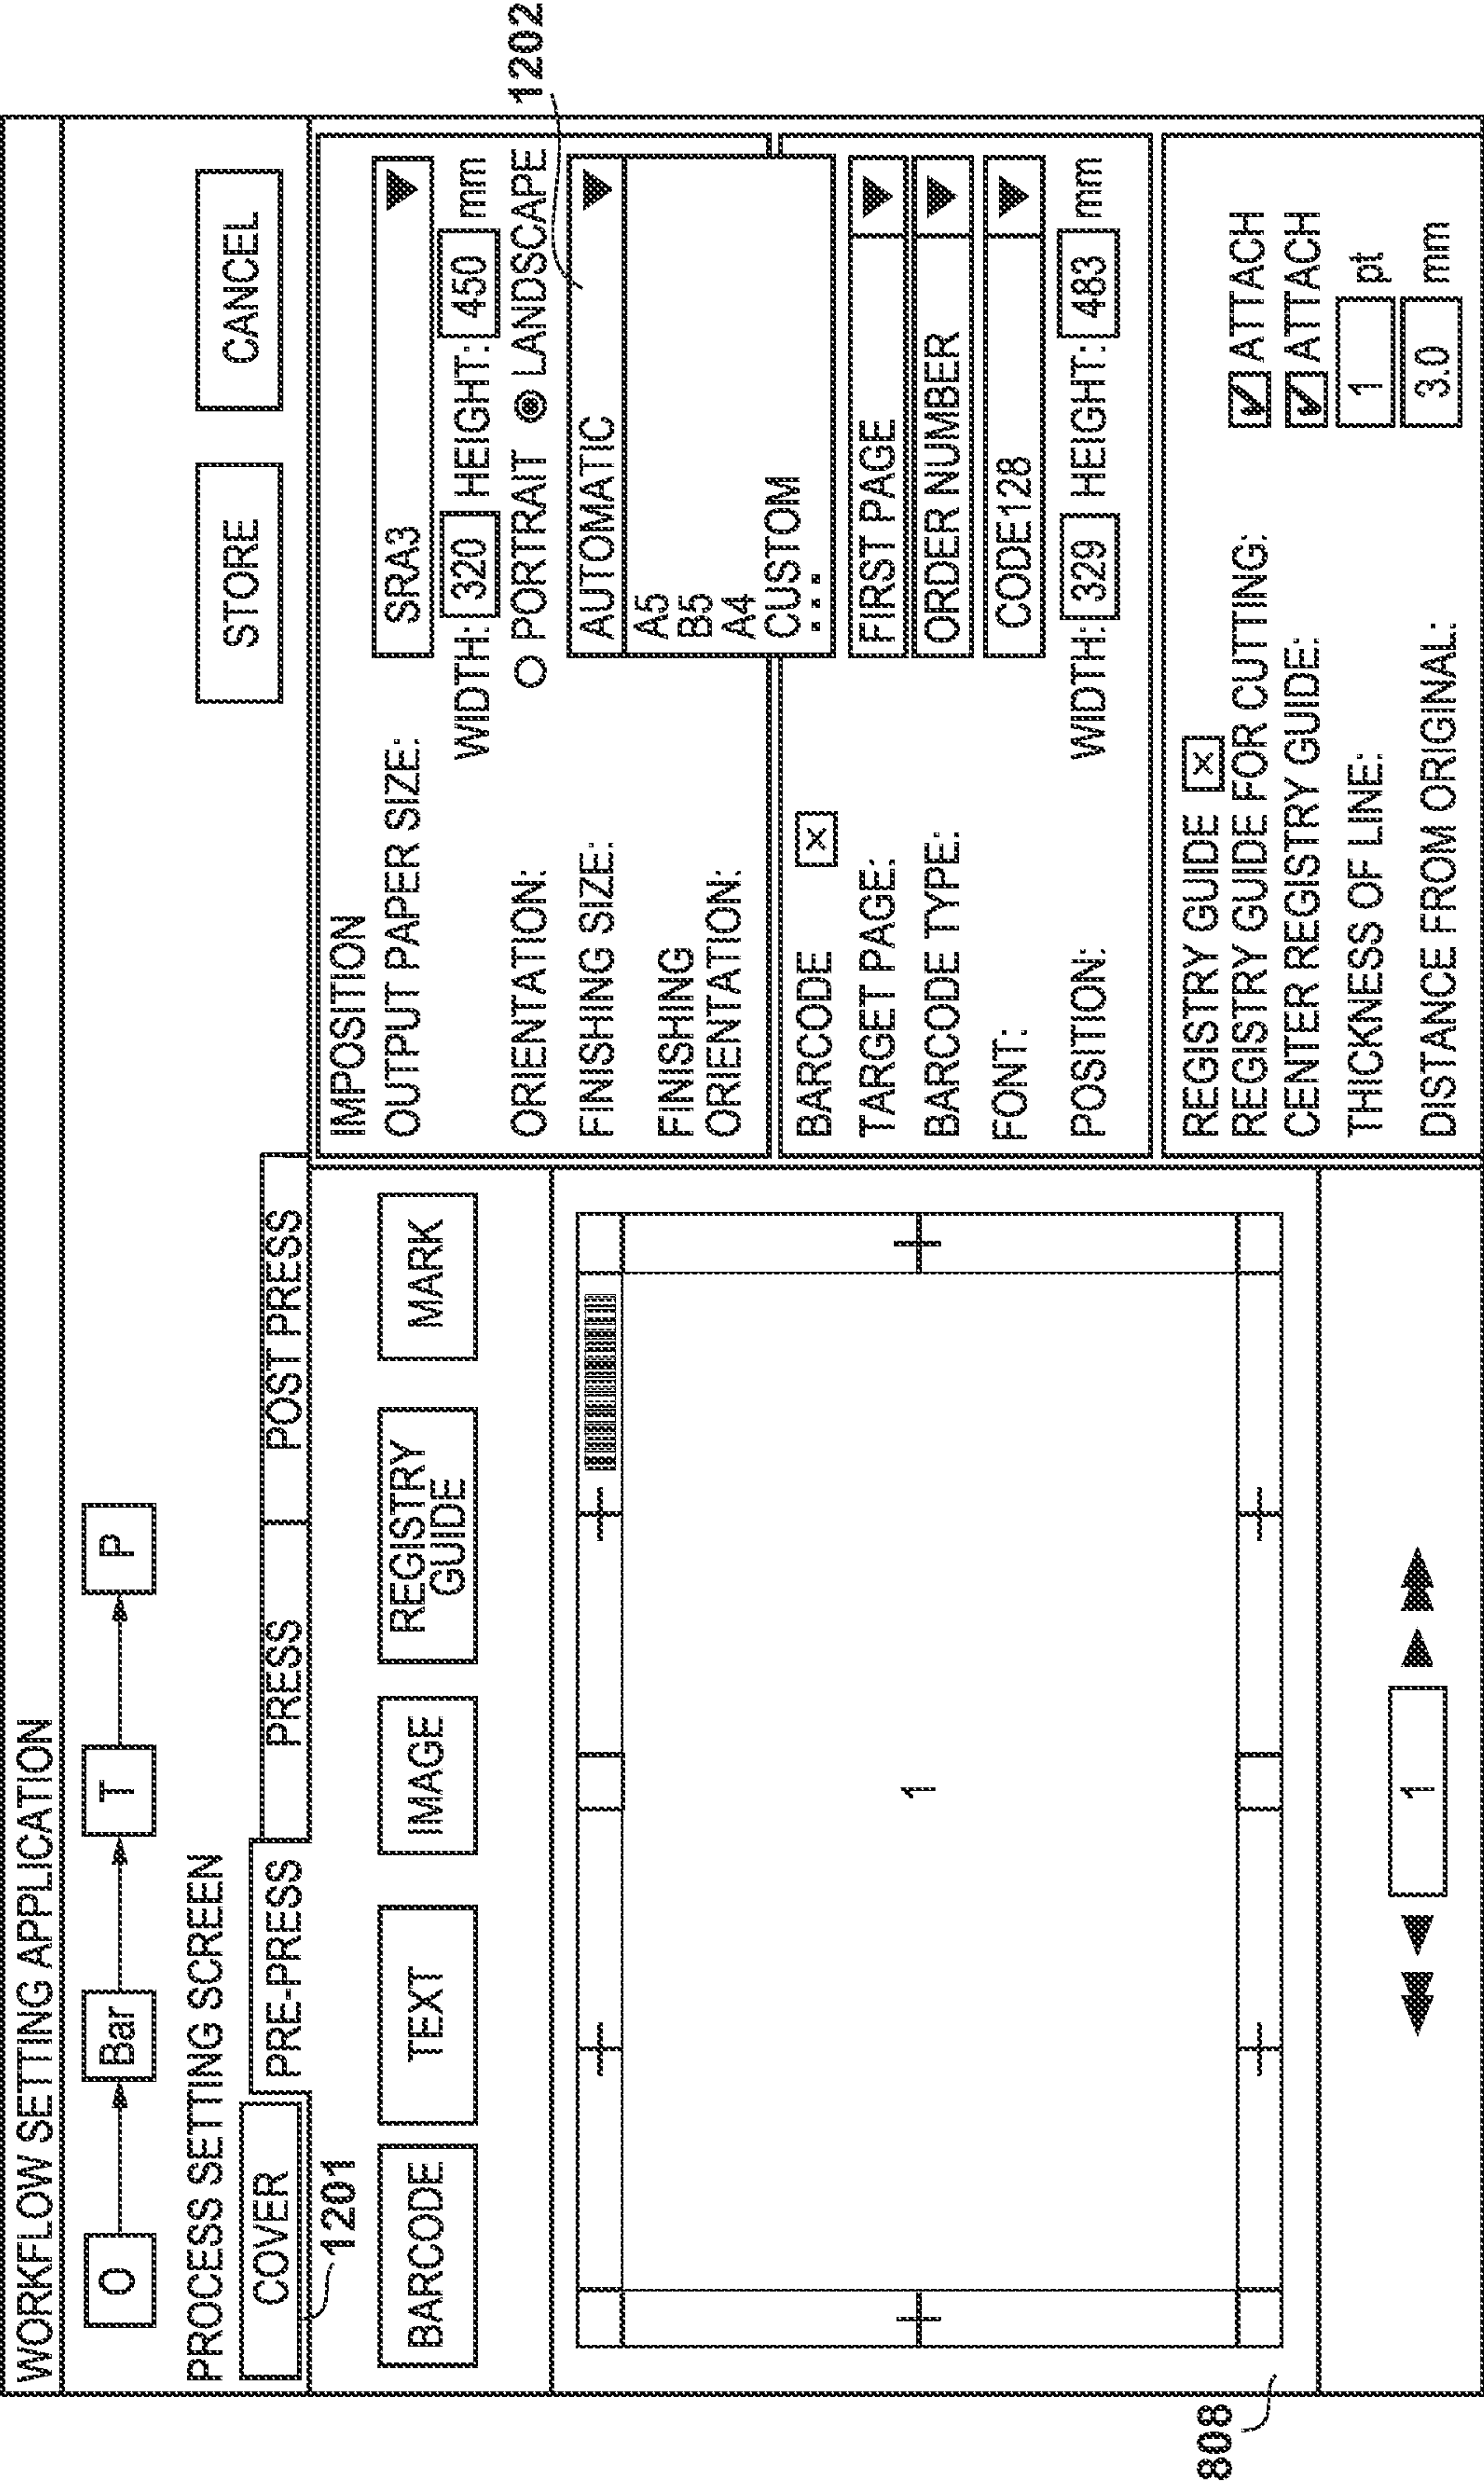 WORKFLOW SETTING APPLICATION
O Bar T P
PROCESS SETTING SCREEN
STORE CANCEL
COVER PRE-PRESS PRESS POST PRESS
1201
BARCODE TEXT IMAGE REGISTRY GUIDE MARK
1
808
1
IMPOSITION
OUTPUT PAPER SIZE: SRA3
WIDTH: 320 HEIGHT: 450 mm
ORIENTATION: PORTRAIT LANDSCAPE
1202
FINISHING SIZE: AUTOMATIC
A5
B5
A4
CUSTOM
...
FINISHING
ORIENTATION:
BARCODE x
TARGET PAGE: FIRST PAGE
BARCODE TYPE: ORDER NUMBER
FONT: CODE128
POSITION: WIDTH: 329 HEIGHT: 483 mm
REGISTRY GUIDE x
REGISTRY GUIDE FOR CUTTING: ATTACH
CENTER REGISTRY GUIDE: ATTACH
THICKNESS OF LINE: 1 pt
DISTANCE FROM ORIGINAL: 3.0 mm